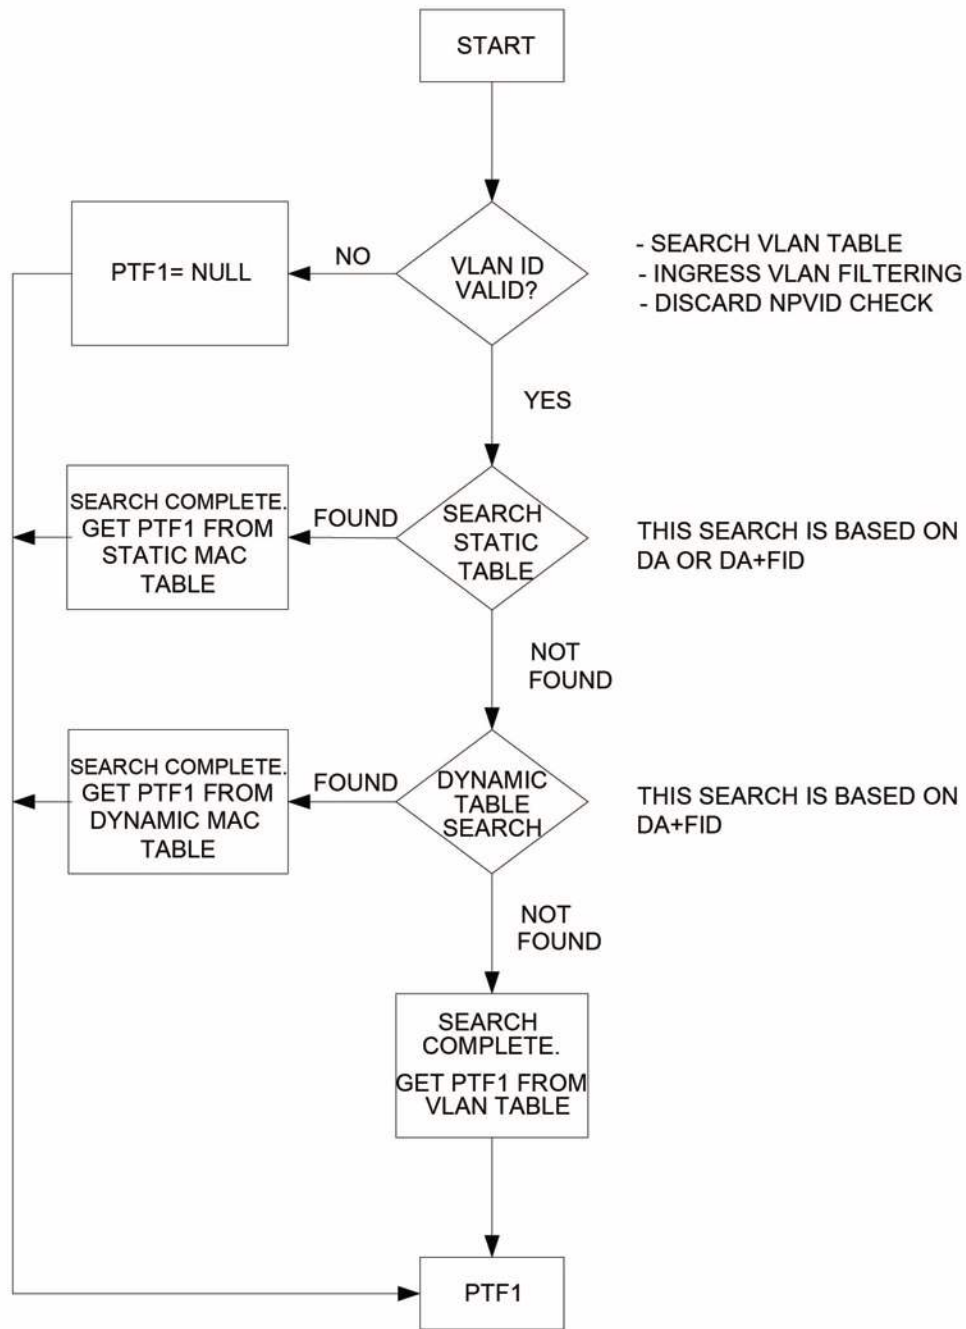 START
PTF1= NULL
NO
VLAN ID
VALID?
- SEARCH VLAN TABLE
- INGRESS VLAN FILTERING
- DISCARD NPVID CHECK
YES
SEARCH COMPLETE.
GET PTF1 FROM
STATIC MAC
TABLE
FOUND
SEARCH
STATIC
TABLE
THIS SEARCH IS BASED ON
DA OR DA+FID
NOT
FOUND
SEARCH COMPLETE.
GET PTF1 FROM
DYNAMIC MAC
TABLE
FOUND
DYNAMIC
TABLE
SEARCH
THIS SEARCH IS BASED ON
DA+FID
NOT
FOUND
SEARCH
COMPLETE.
GET PTF1 FROM
VLAN TABLE
PTF1